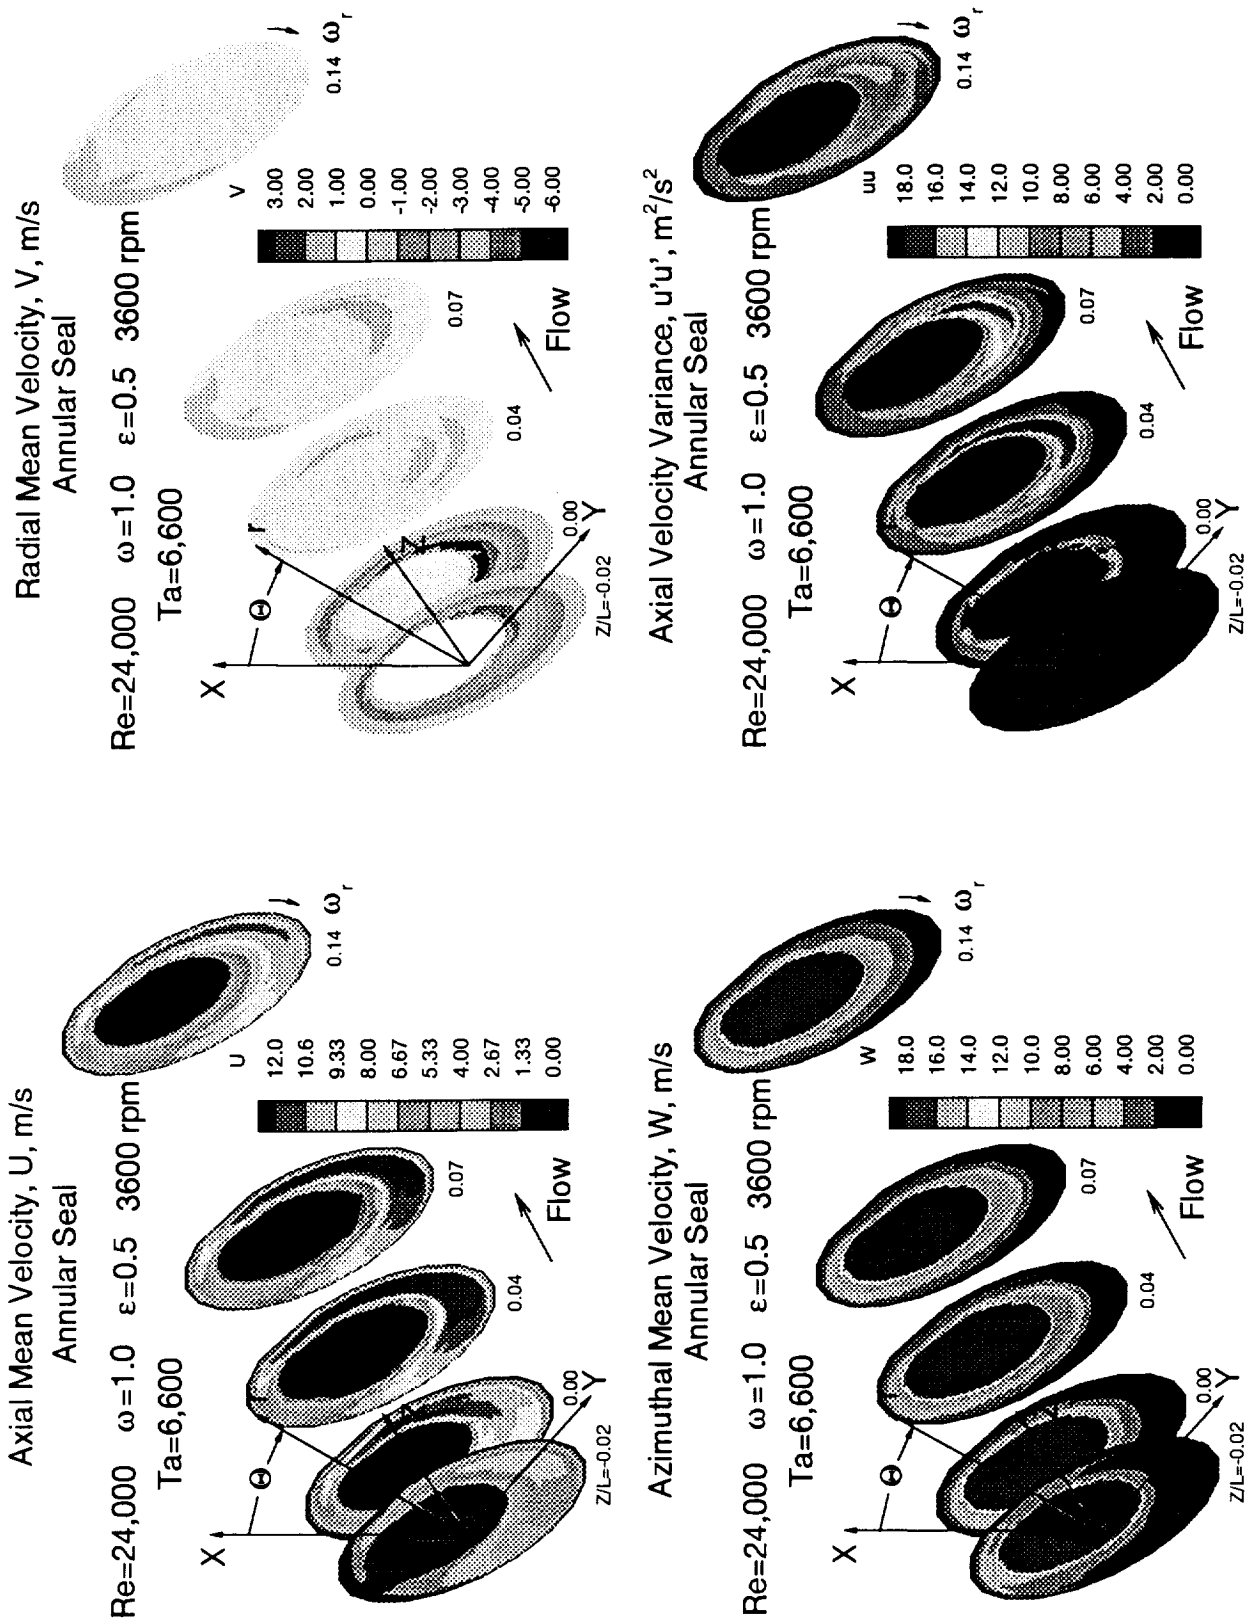 Axial Mean Velocity, U, m/s
Annular Seal
Re=24,000 ω=1.0 ε=0.5 3600 rpm
Ta=6,600
X
Θ
r
Z
Y
U
12.0
10.6
9.33
8.00
6.67
5.33
4.00
2.67
1.33
0.00
Z/L=-0.02
0.00
0.04
0.07
0.14
ω r
Flow
Radial Mean Velocity, V, m/s
Annular Seal
Re=24,000 ω=1.0 ε=0.5 3600 rpm
Ta=6,600
X
Θ
r
Z
Y
V
3.00
2.00
1.00
0.00
-1.00
-2.00
-3.00
-4.00
-5.00
-6.00
Z/L=-0.02
0.00
0.04
0.07
0.14
ω r
Flow
Azimuthal Mean Velocity, W, m/s
Annular Seal
Re=24,000 ω=1.0 ε=0.5 3600 rpm
Ta=6,600
X
Θ
r
Z
Y
W
18.0
16.0
14.0
12.0
10.0
8.00
6.00
4.00
2.00
0.00
Z/L=-0.02
0.00
0.04
0.07
0.14
ω r
Flow
Axial Velocity Variance, u'u', m²/s²
Annular Seal
Re=24,000 ω=1.0 ε=0.5 3600 rpm
Ta=6,600
X
Θ
r
Y
uu
18.0
16.0
14.0
12.0
10.0
8.00
6.00
4.00
2.00
0.00
Z/L=-0.02
0.00
0.04
0.07
0.14
ω r
Flow